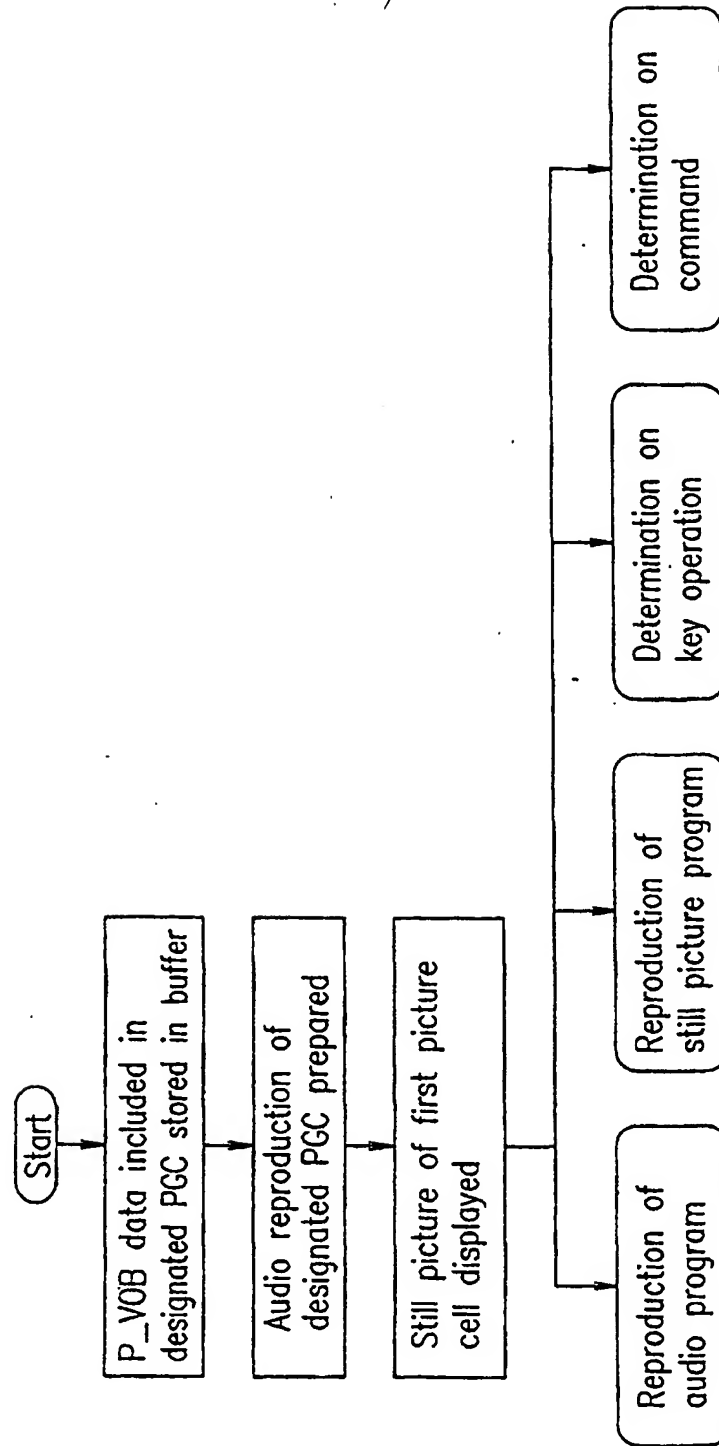 Start
P_VOB data included in
designated PGC stored in buffer
Audio reproduction of
designated PGC prepared
Still picture of first picture
cell displayed
Reproduction of
audio program
Reproduction of
still picture program
Determination on
key operation
Determination on
command